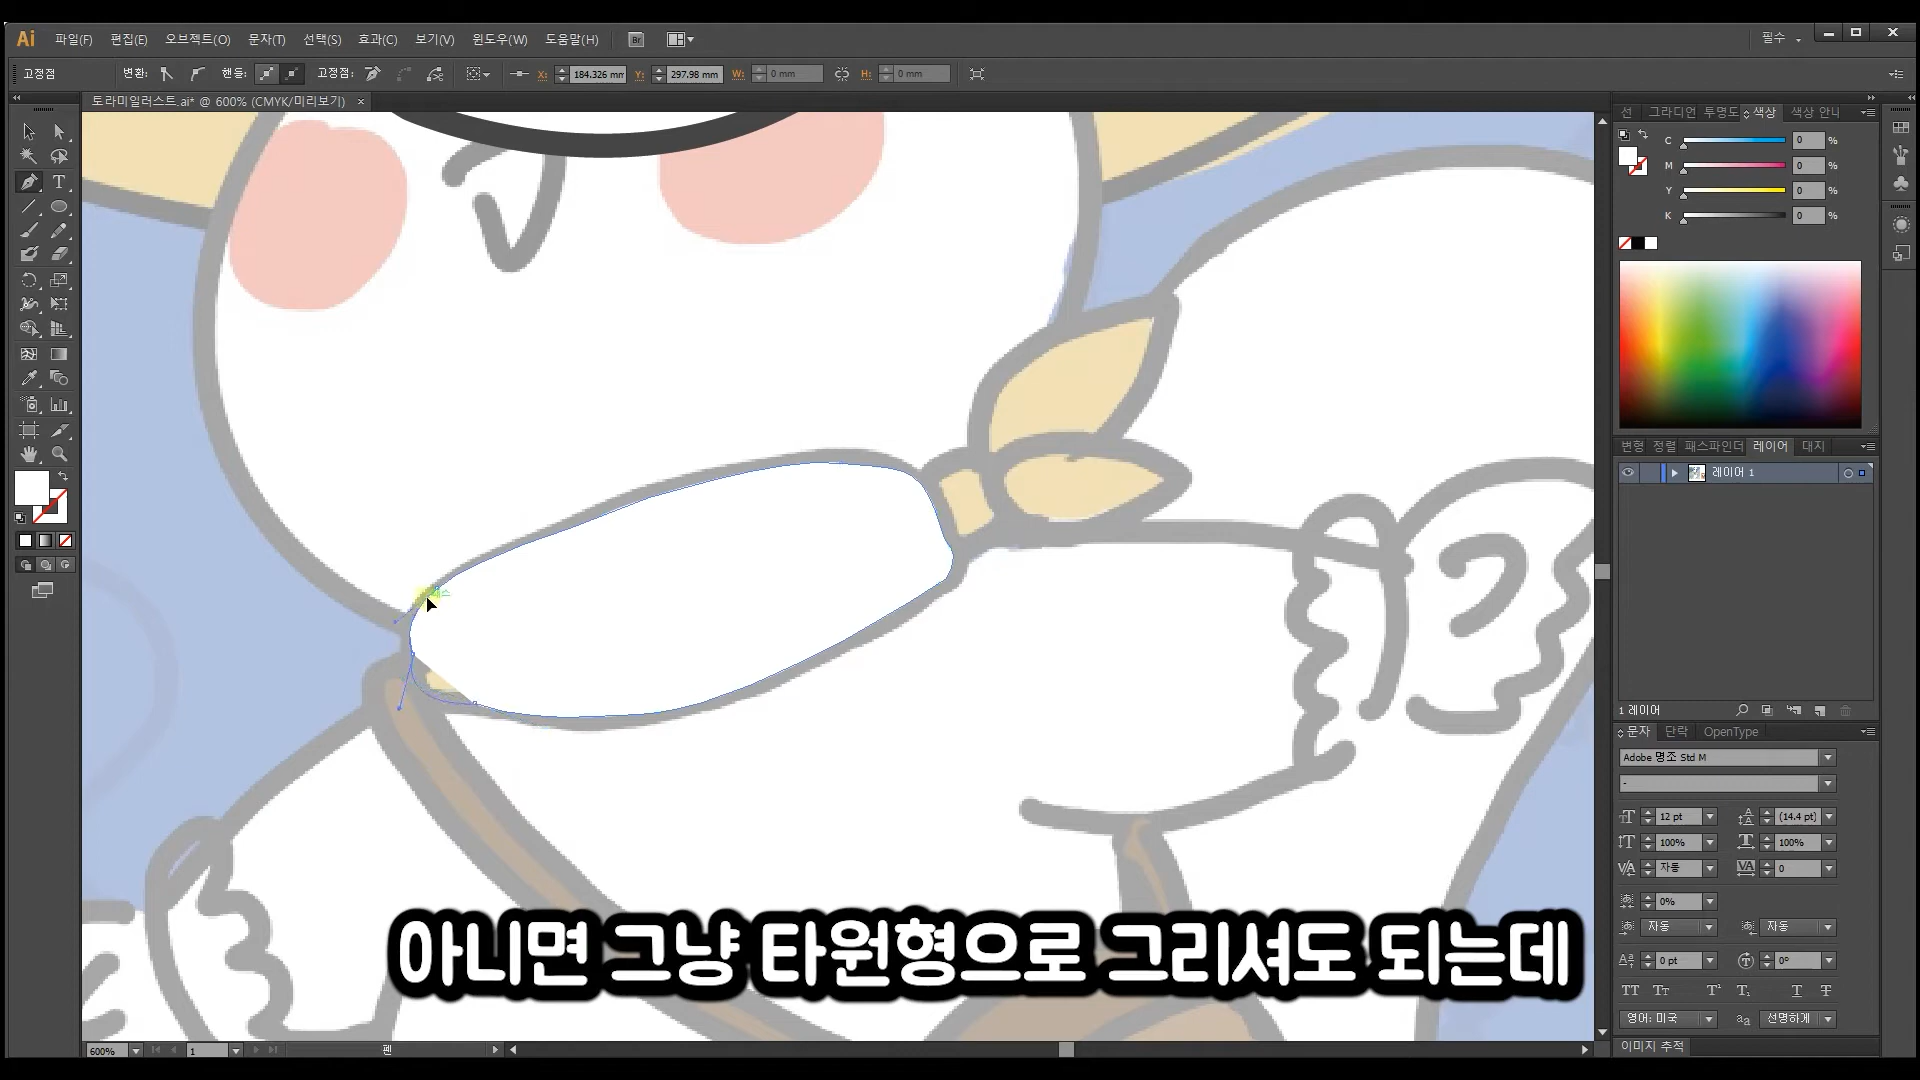 Ai 파일(F) 편집(E) 오브젝트(O) 문자(T) 선택(S) 효과(C) 보기(V) 윈도우(W) 도움말(H) Br 필수
고정점 변환: 핸들: 고정점: X: 184.326 mm Y: 297.98 mm W: 0 mm H: 0 mm
토라미일러스트.ai* @ 600% (CMYK/미리보기) ×
선 그라디언 투명도 색상 색상 안니
C 0 %
M 0 %
Y 0 %
K 0 %
변형 정렬 패스파인더 레이어 대지
레이어 1
1 레이어
문자 단락 OpenType
Adobe 명조 Std M
-
12 pt (14.4 pt)
100% 100%
자동 0
0%
자동 자동
0 pt 0°
TT Tт T¹ T₁ T T
영어: 미국 aa 선명하게
이미지 추적
아니면 그냥 타원형으로 그리셔도 되는데
600% 1 펜